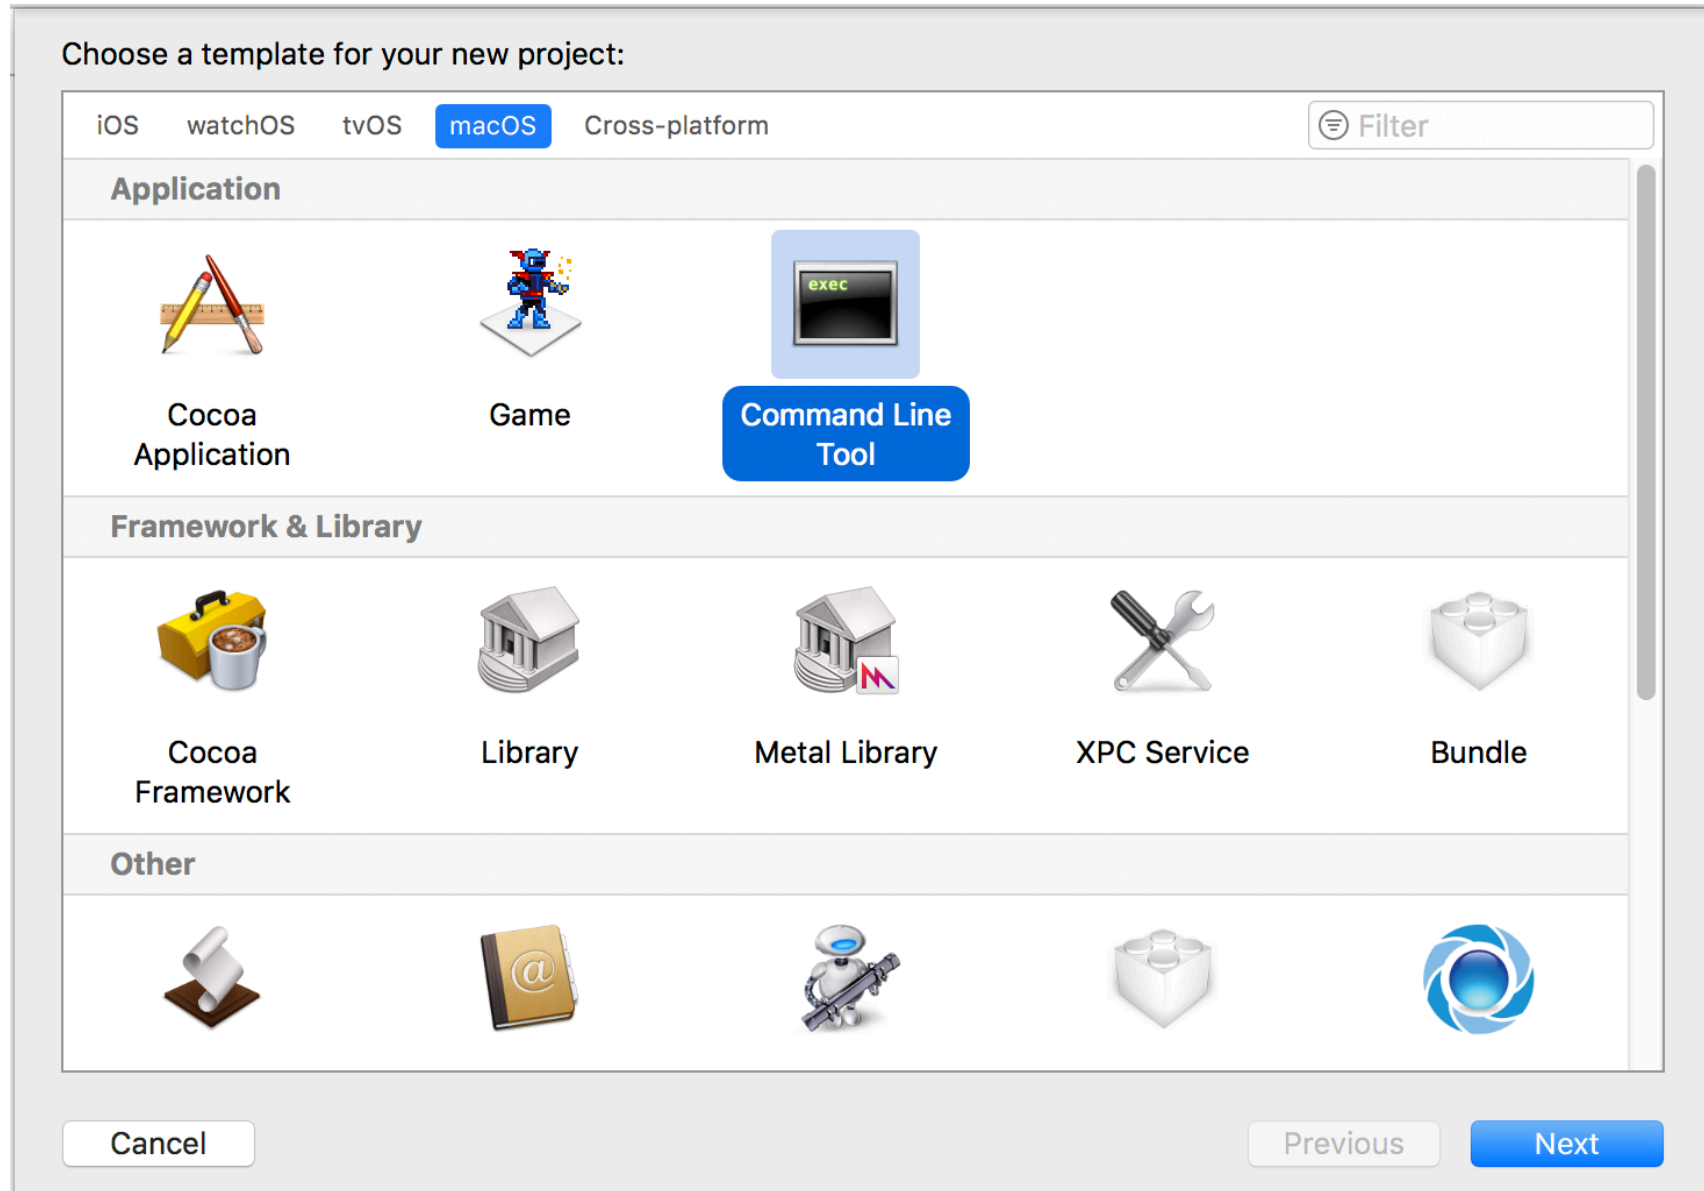 Choose a template for your new project:
iOS watchOS tvOS macOS Cross-platform Filter
Application
exec
Cocoa Application
Game
Command Line Tool
Framework & Library
Cocoa Framework
Library
Metal Library
XPC Service
Bundle
Other
@
Cancel Previous Next